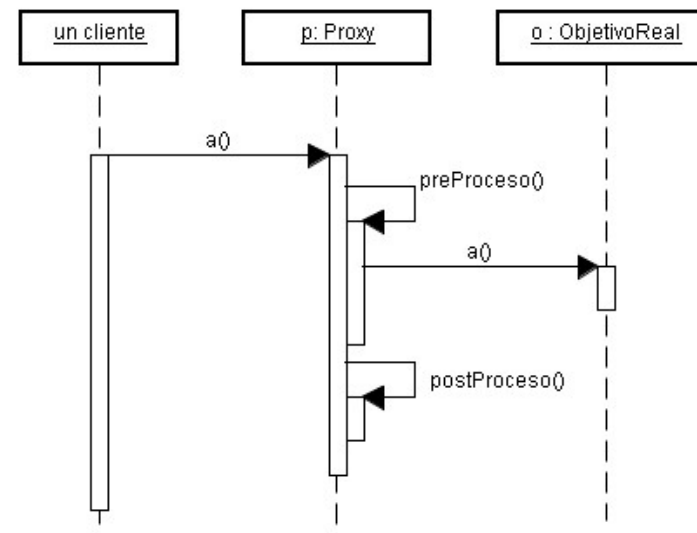 un cliente
p: Proxy
o : ObjetivoReal
a()
preProceso()
a()
postProceso()